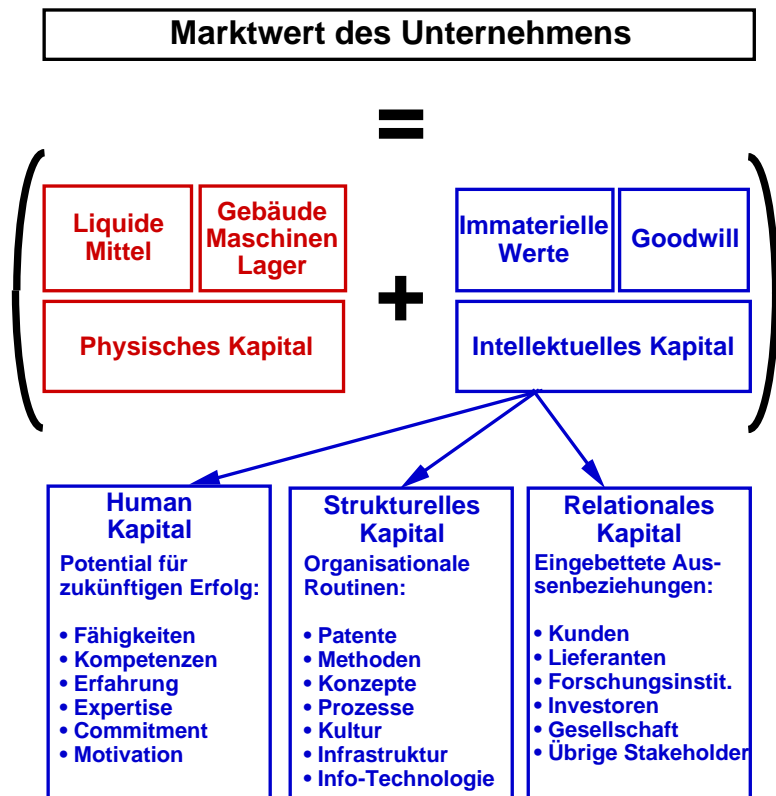 Marktwert des Unternehmens
=
Liquide
Mittel
Gebäude
Maschinen
Lager
+
Immaterielle
Werte
Goodwill
Physisches Kapital
Intellektuelles Kapital
Human
Kapital
Potential für
zukünftigen Erfolg:
• Fähigkeiten
• Kompetenzen
• Erfahrung
• Expertise
• Commitment
• Motivation
Strukturelles
Kapital
Organisationale
Routinen:
• Patente
• Methoden
• Konzepte
• Prozesse
• Kultur
• Infrastruktur
• Info-Technologie
Relationales
Kapital
Eingebettete Aus-
senbeziehungen:
• Kunden
• Lieferanten
• Forschungsinstit.
• Investoren
• Gesellschaft
• Übrige Stakeholder